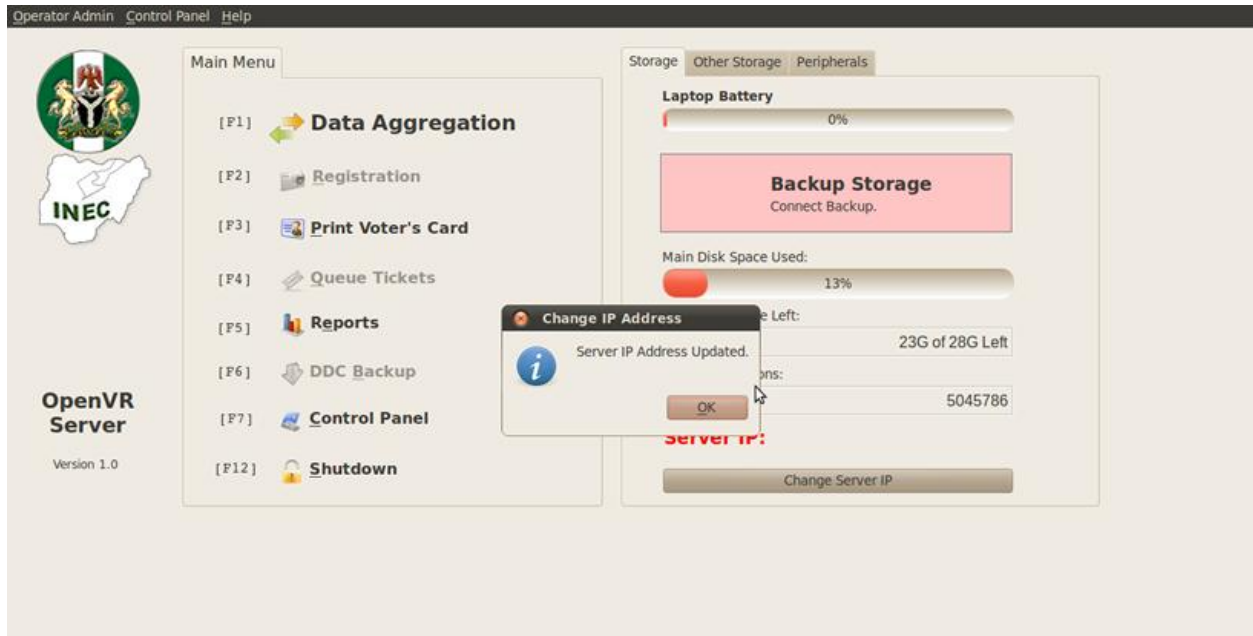 Operator Admin Control Panel Help
INEC
OpenVR
Server
Version 1.0
Main Menu
[F1] Data Aggregation
[F2] Registration
[F3] Print Voter's Card
[F4] Queue Tickets
[F5] Reports
[F6] DDC Backup
[F7] Control Panel
[F12] Shutdown
Storage Other Storage Peripherals
Laptop Battery
0%
Backup Storage
Connect Backup.
Main Disk Space Used:
13%
Left:
23G of 28G Left
5045786
Server IP:
Change Server IP
Change IP Address
Server IP Address Updated.
OK